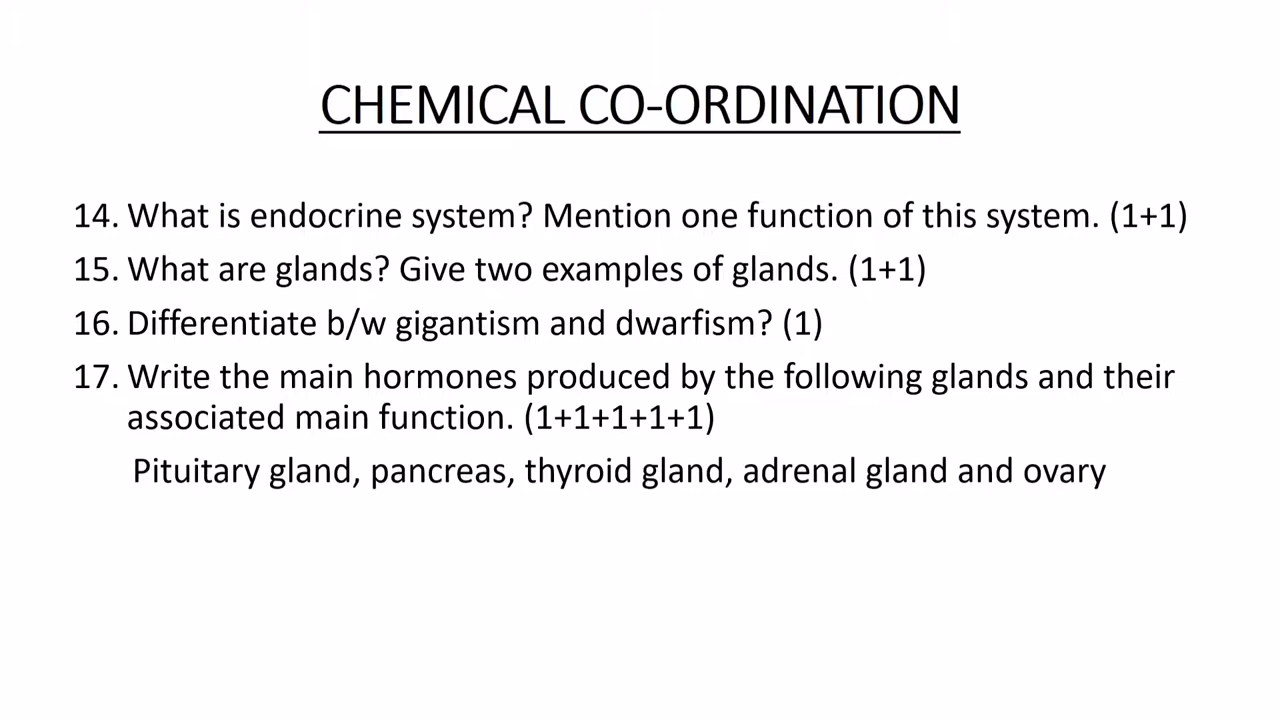 CHEMICAL CO-ORDINATION
14. What is endocrine system? Mention one function of this system. (1+1)
15. What are glands? Give two examples of glands. (1+1)
16. Differentiate b/w gigantism and dwarfism? (1)
17. Write the main hormones produced by the following glands and their
associated main function. (1+1+1+1+1)
Pituitary gland, pancreas, thyroid gland, adrenal gland and ovary